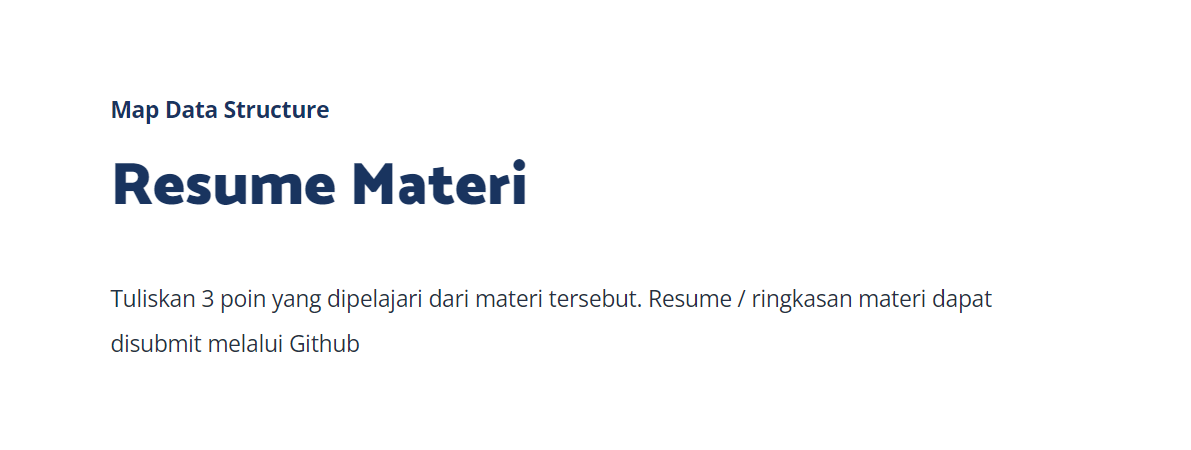 Map Data Structure
Resume Materi
Tuliskan 3 poin yang dipelajari dari materi tersebut. Resume / ringkasan materi dapat
disubmit melalui Github